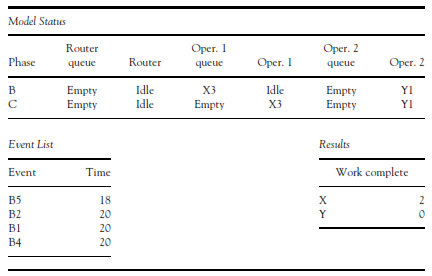 Model Status
Router Oper. 1 Oper. 2
Phase queue Router queue Oper. 1 queue Oper. 2
B Empty Idle X3 Idle Empty Y1
C Empty Idle Empty X3 Empty Y1
Event List Results
Event Time Work complete
B5 18 X 2
B2 20 Y 0
B1 20
B4 20